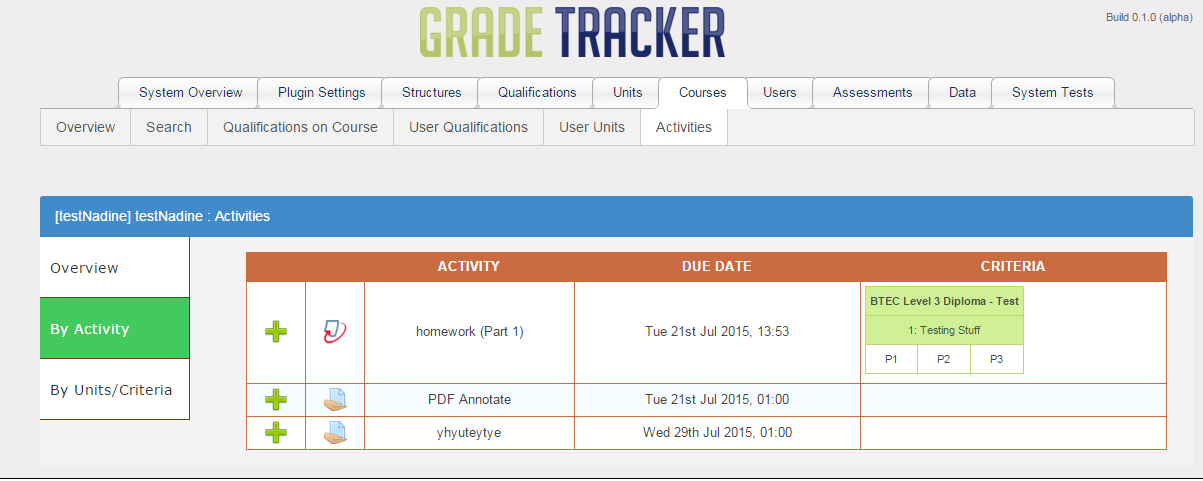 GRADE TRACKER
Build 0.1.0 (alpha)
System Overview Plugin Settings Structures Qualifications Units Courses Users Assessments Data System Tests
Overview Search Qualifications on Course User Qualifications User Units Activities
[testNadine] testNadine : Activities
Overview
By Activity
By Units/Criteria
ACTIVITY DUE DATE CRITERIA
homework (Part 1) Tue 21st Jul 2015, 13:53
BTEC Level 3 Diploma - Test
1: Testing Stuff
P1 P2 P3
PDF Annotate Tue 21st Jul 2015, 01:00
yhyuteytye Wed 29th Jul 2015, 01:00